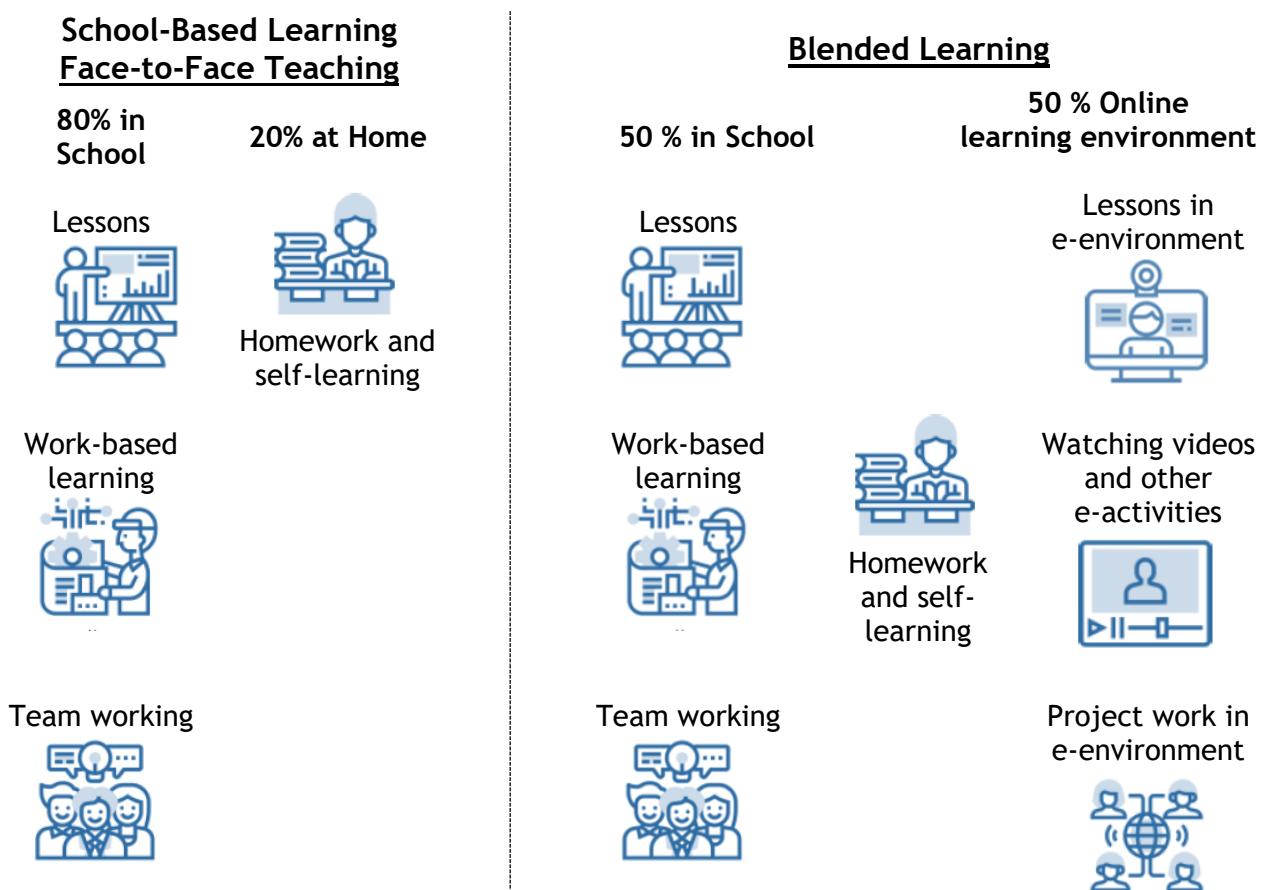 School-Based Learning
Face-to-Face Teaching
80% in
School
20% at Home
Lessons
Homework and
self-learning
Work-based
learning
Team working
Blended Learning
50 % in School
50 % Online
learning environment
Lessons
Lessons in
e-environment
Work-based
learning
Homework
and self-
learning
Watching videos
and other
e-activities
Team working
Project work in
e-environment